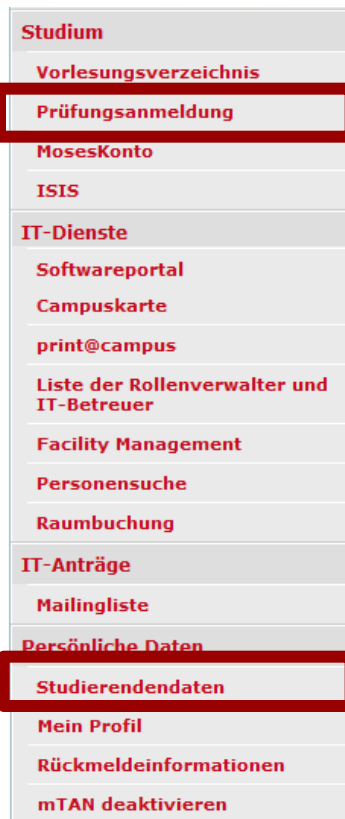 Studium
Vorlesungsverzeichnis
Prüfungsanmeldung
MosesKonto
ISIS
IT-Dienste
Softwareportal
Campuskarte
print@campus
Liste der Rollenverwalter und
IT-Betreuer
Facility Management
Personensuche
Raumbuchung
IT-Anträge
Mailingliste
Persönliche Daten
Studierendendaten
Mein Profil
Rückmeldeinformationen
mTAN deaktivieren